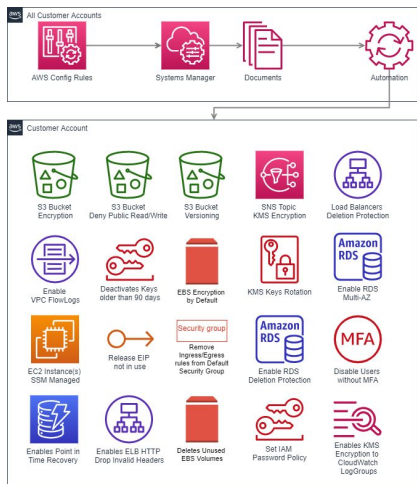 aws
All Customer Accounts
AWS Config Rules
Systems Manager
Documents
Automation
aws
Customer Account
S3 Bucket
Encryption
S3 Bucket
Deny Public Read/Write
S3 Bucket
Versioning
SNS Topic
KMS Encryption
Load Balancers
Deletion Protection
Enable
VPC FlowLogs
Deactivates Keys
older than 90 days
EBS Encryption
by Default
KMS Keys Rotation
Amazon
RDS
Enable RDS
Multi-AZ
EC2 Instance(s)
SSM Managed
Release EIP
not in use
Security group
Remove
Ingress/Egress
rules from Default
Security Group
Amazon
RDS
Enable RDS
Deletion Protection
MFA
Disable Users
without MFA
Enables Point in
Time Recovery
Enables ELB HTTP
Drop Invalid Headers
Deletes Unused
EBS Volumes
Set IAM
Password Policy
Enables KMS
Encryption to
CloudWatch
LogGroups